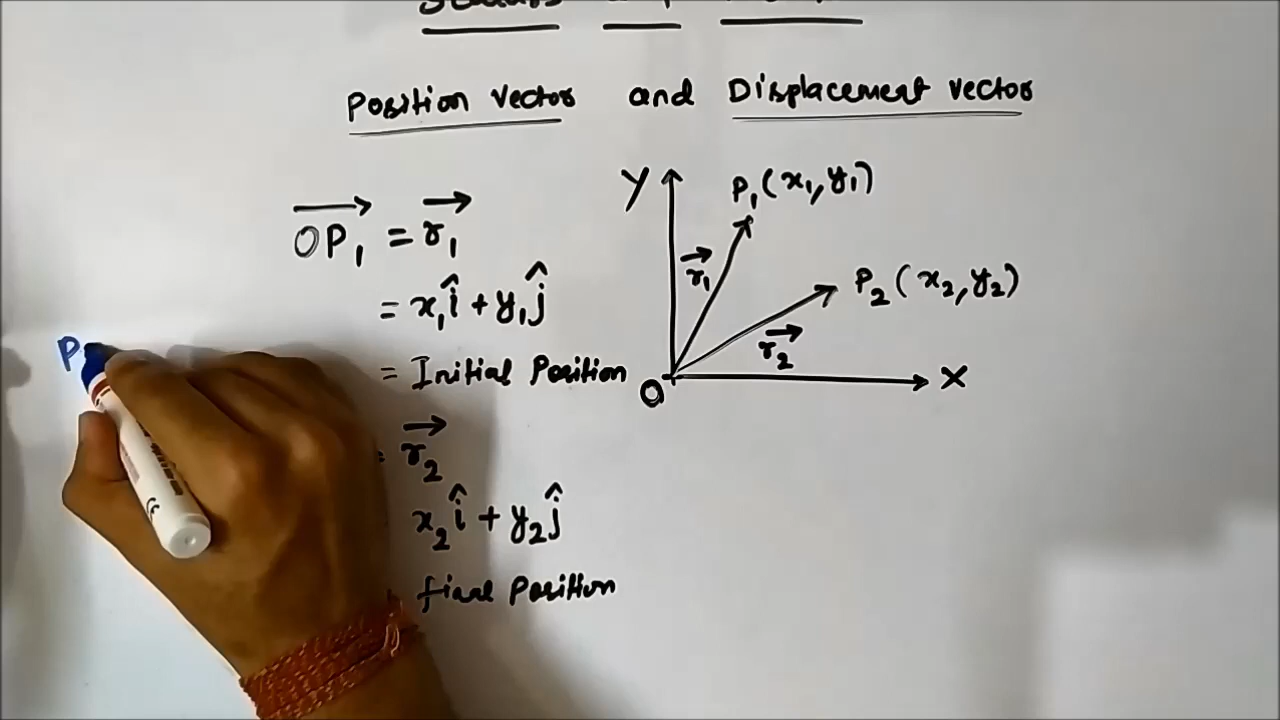 Position vector and Displacement vector
Y
P₁(x₁,y₁)
OP₁ = r₁
r₁
= x₁î + y₁ĵ
P₂(x₂,y₂)
r₂
= Initial Position
O
X
P
= r₂
x₂î + y₂ĵ
final Position